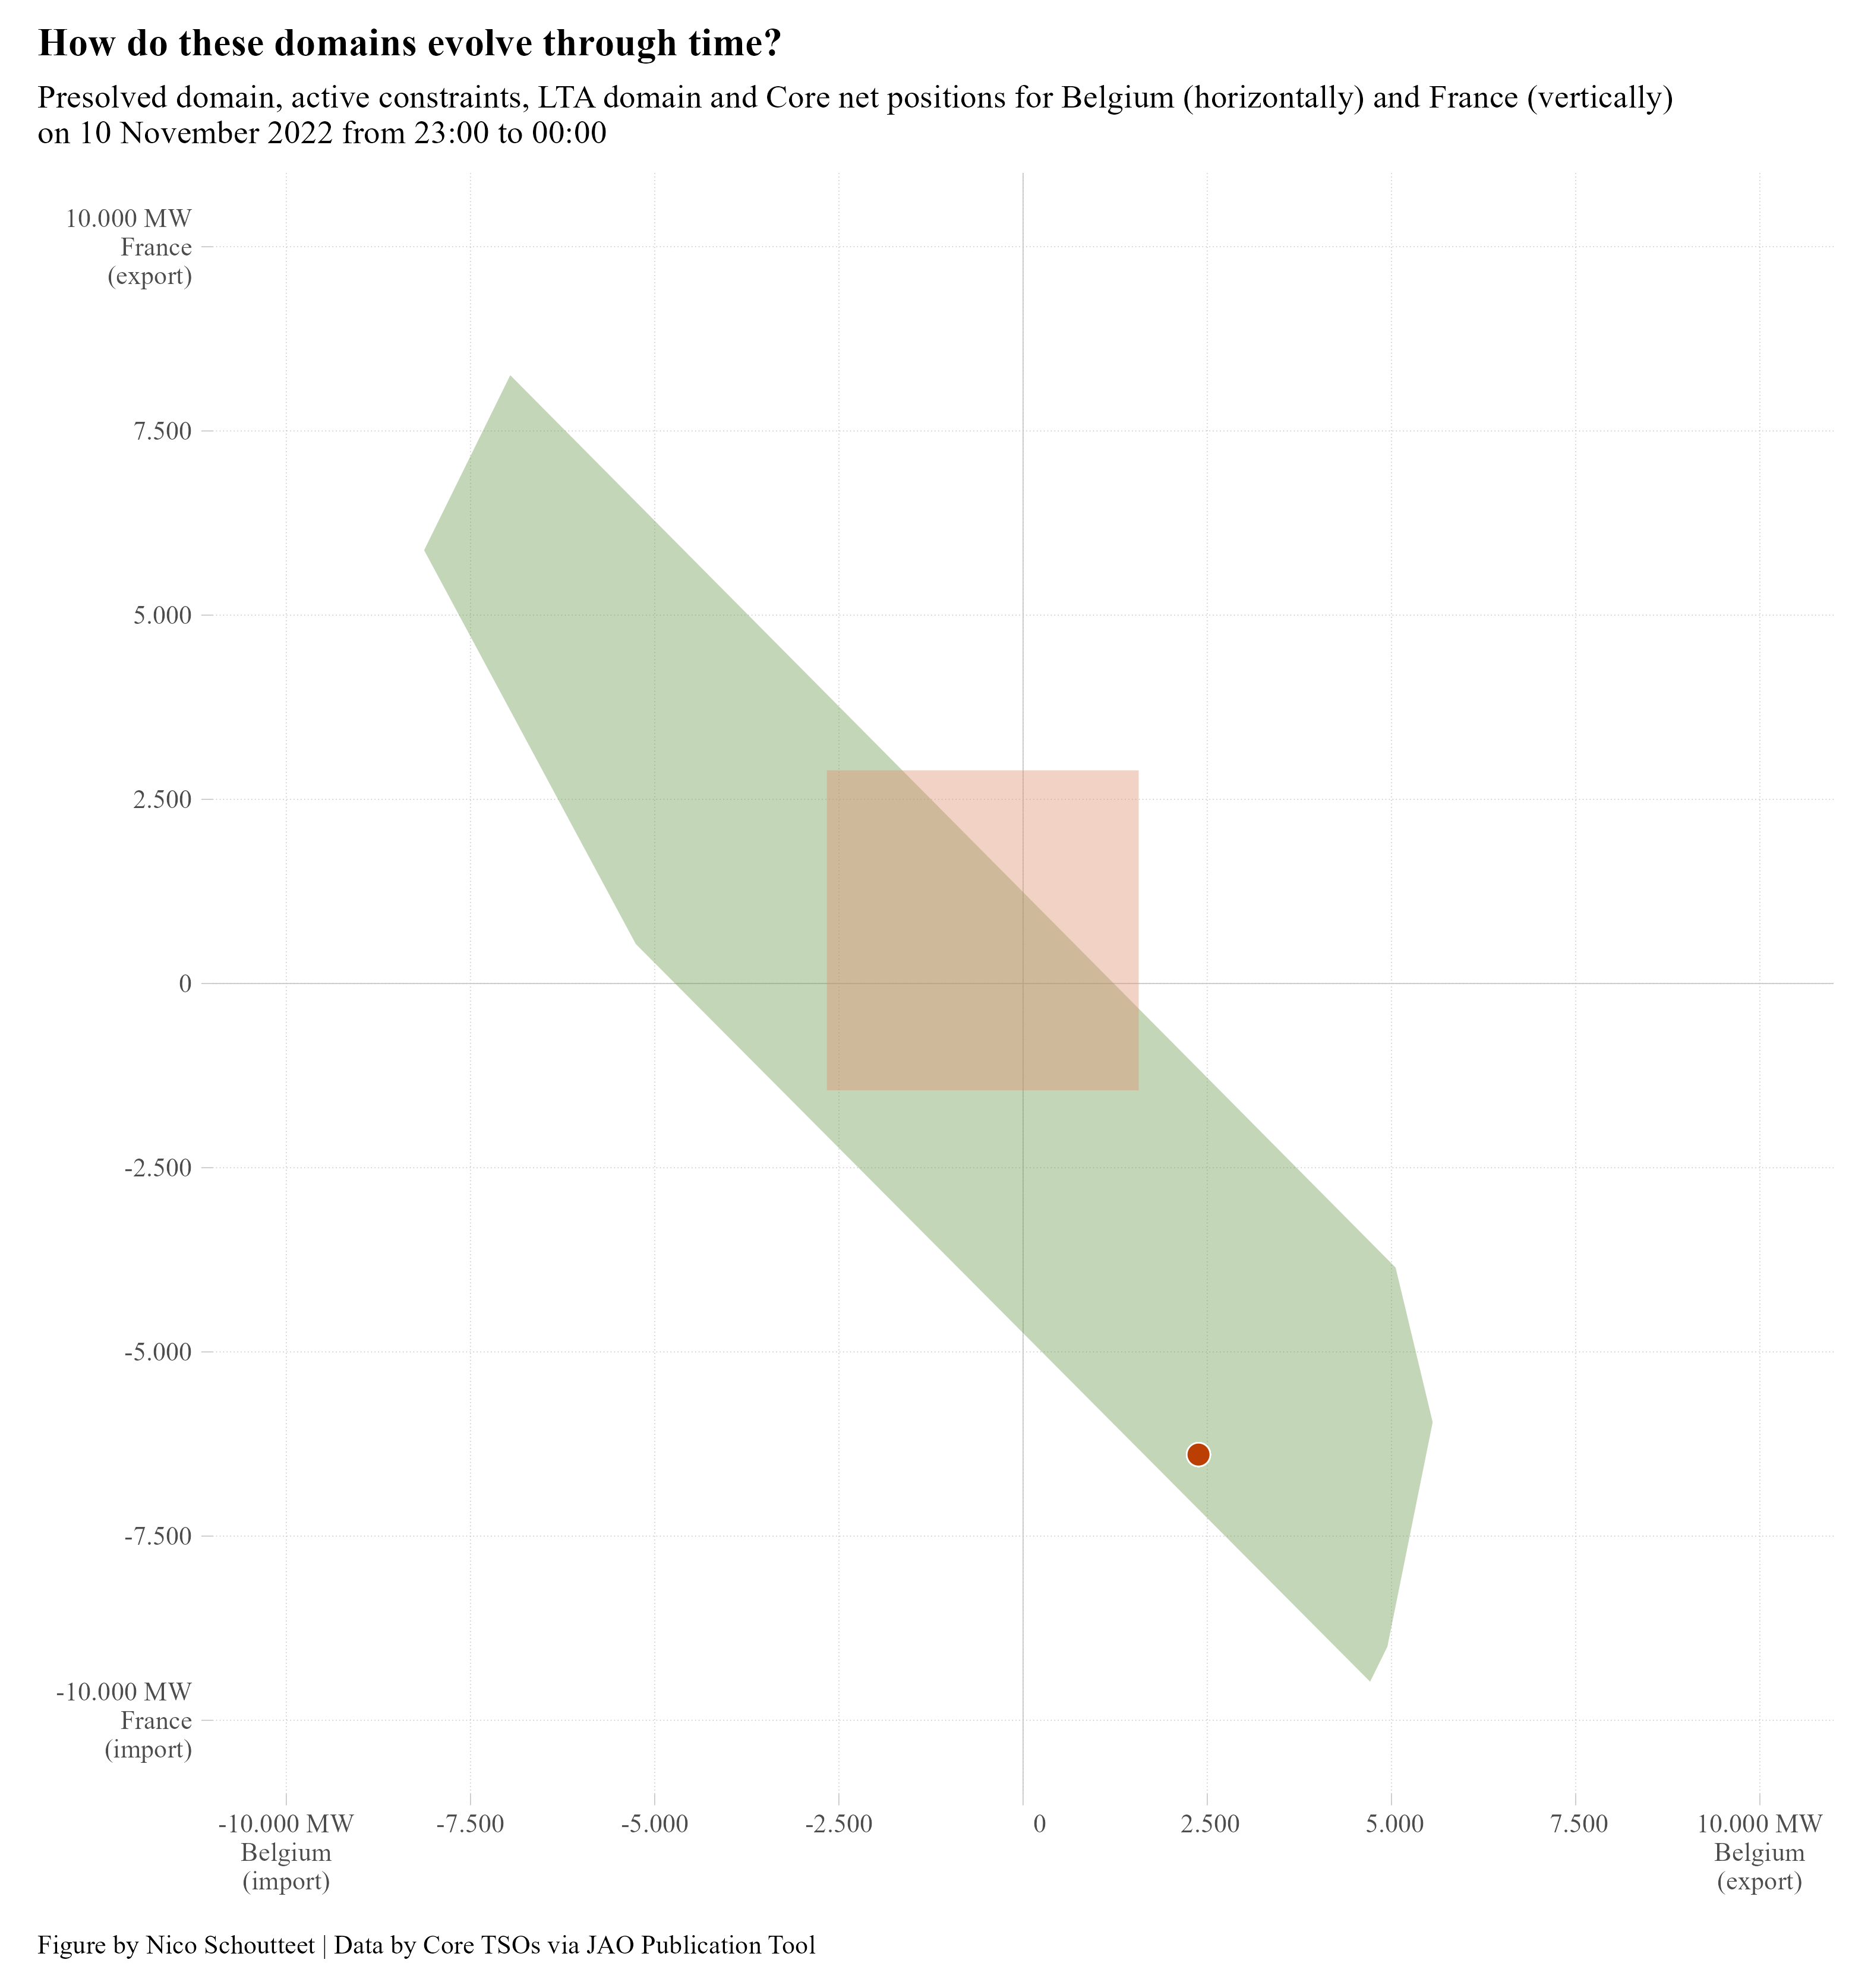 How do these domains evolve through time?
Presolved domain, active constraints, LTA domain and Core net positions for Belgium (horizontally) and France (vertically)
on 10 November 2022 from 23:00 to 00:00
10.000 MW
France
(export)
7.500
5.000
2.500
0
-2.500
-5.000
-7.500
-10.000 MW
France
(import)
-10.000 MW
Belgium
(import)
-7.500
-5.000
-2.500
0
2.500
5.000
7.500
10.000 MW
Belgium
(export)
Figure by Nico Schoutteet | Data by Core TSOs via JAO Publication Tool